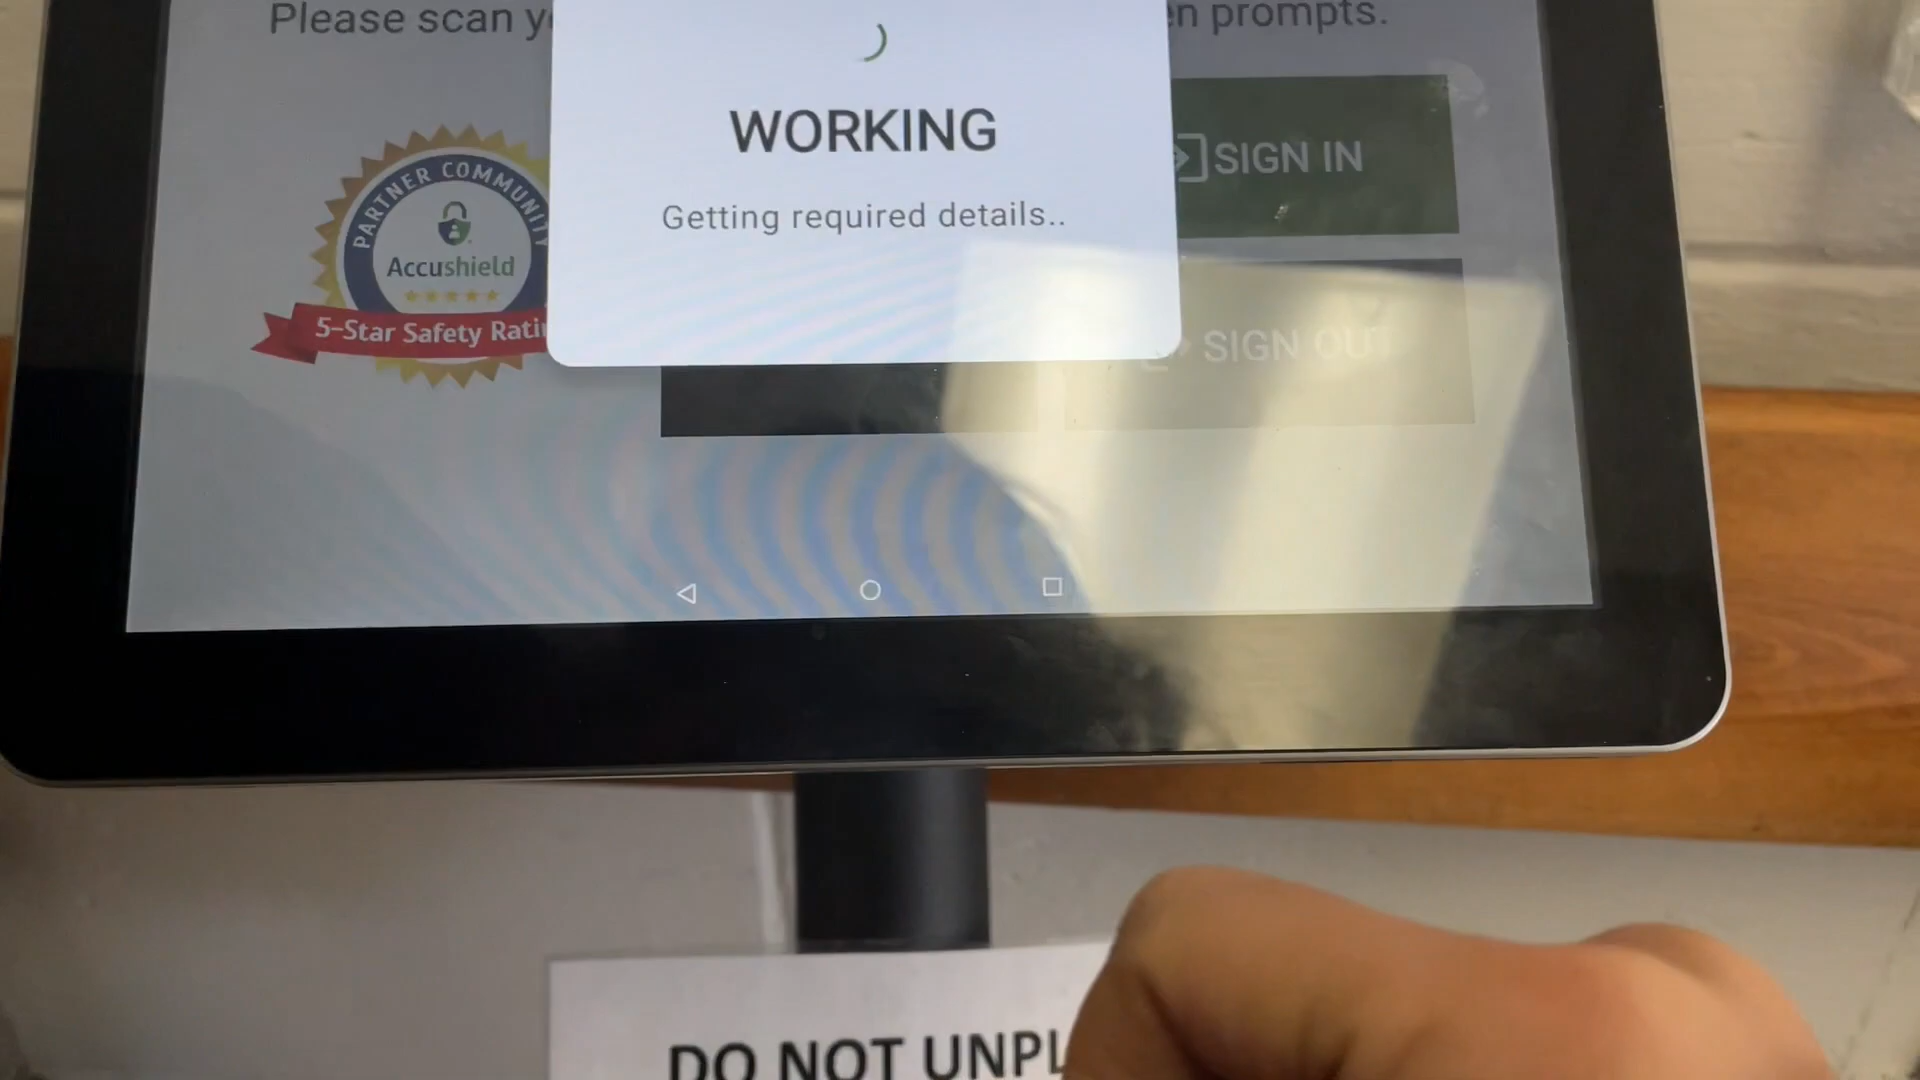 Please scan y
en prompts.
WORKING
Getting required details..
SIGN IN
PARTNER COMMUNITY
Accushield
5-Star Safety Rati
SIGN OUT
DO NOT UNPL